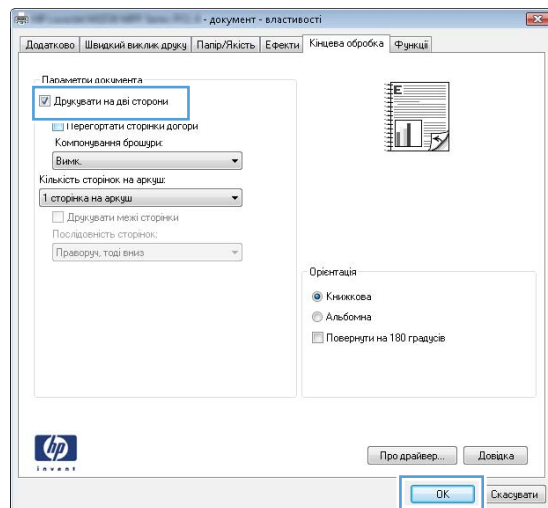 - документ - властивості
Додатково Швидкий виклик друку Папір/Якість Ефекти Кінцева обробка Функції
Параметри документа
Друкувати на дві сторони
Перегортати сторінки догори
Компонування брошури:
Вимк.
Кількість сторінок на аркуш:
1 сторінка на аркуш
Друкувати межі сторінки
Послідовність сторінок:
Праворуч, тоді вниз
E
Орієнтація
Книжкова
Альбомна
Повернути на 180 градусів
hp
invent
Про драйвер... Довідка
OK Скасувати